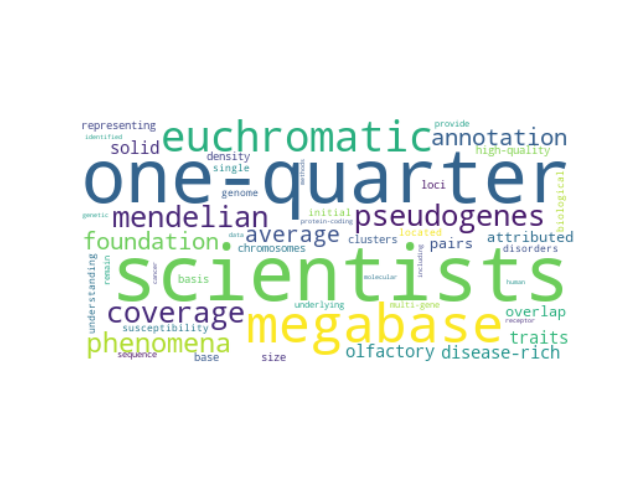 representing
identified
euchromatic
provide
annotation
solid
density
single
high-quality
one-quarter
methods
genome
loci
biological
genetic
mendelian
initial
protein-coding
pseudogenes
foundation
data
average
chromosomes
clusters
located
pairs
attributed
disorders
understanding
remain
cancer
basis
scientists
molecular
including
human
coverage
underlying
multi-gene
overlap
receptor
susceptibility
megabase
traits
phenomena
sequence
base
size
olfactory
disease-rich